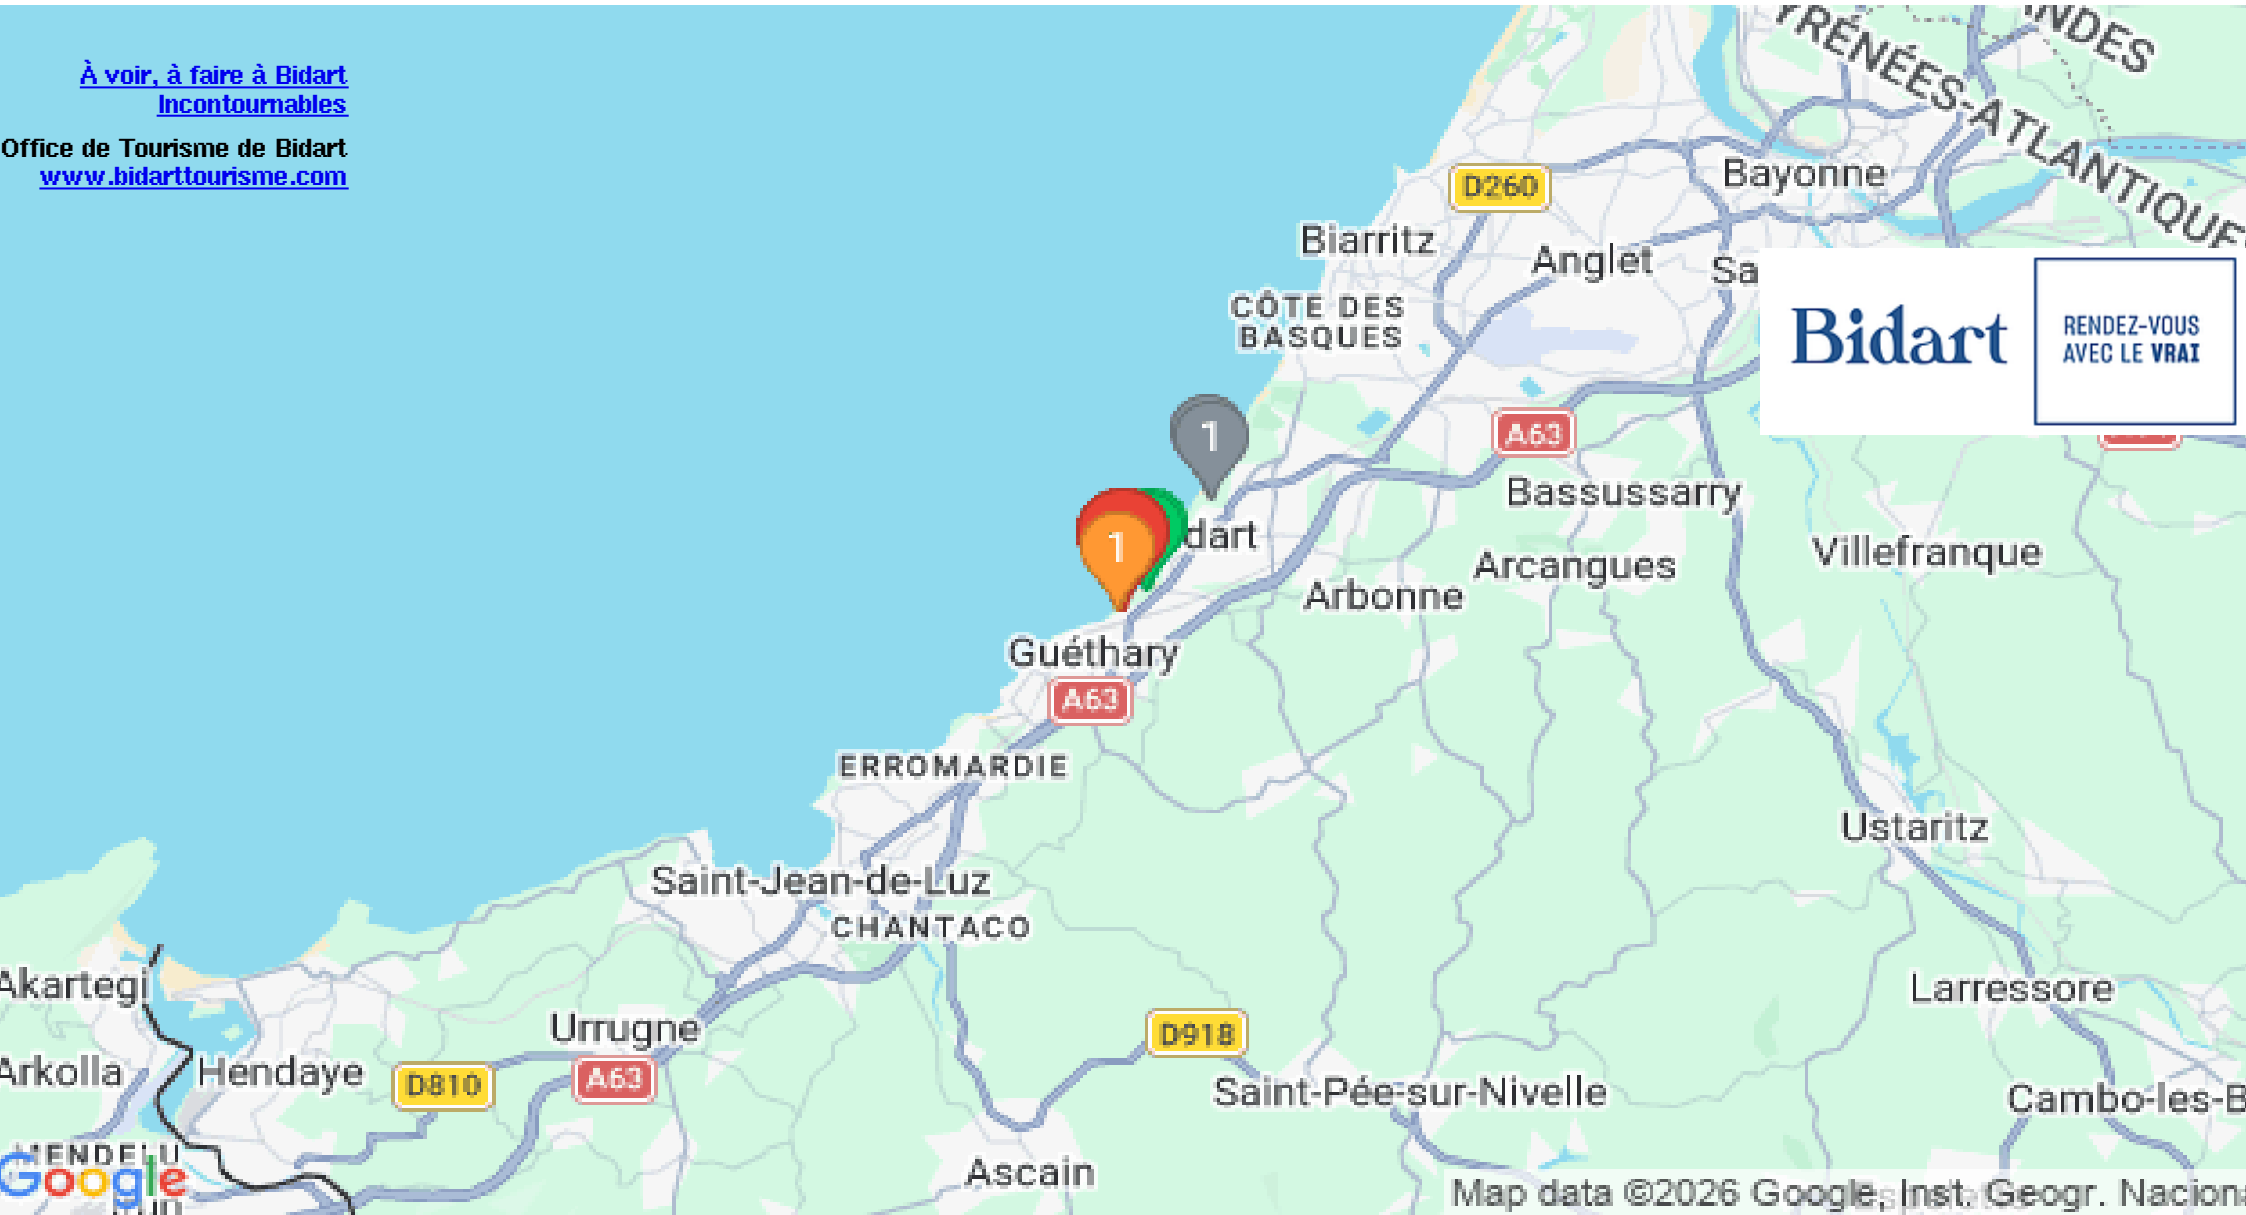 À voir, à faire à Bidart
Incontournables
Office de Tourisme de Bidart
www.bidarttourisme.com
YRÉNÉES-ATLANTIQUE
NDES
D260
Bayonne
Biarritz
Anglet
Sa
CÔTE DES
BASQUES
Bidart
RENDEZ-VOUS
AVEC LE VRAI
1
A63
Bassussarry
1
dart
Villefranque
Arcangues
Arbonne
Guéthary
A63
ERROMARDIE
Ustaritz
Saint-Jean-de-Luz
CHANTACO
Akartegi
Larressore
Urrugne
D918
Arkolla
Hendaye
D810
A63
Saint-Pée-sur-Nivelle
Cambo-les-B
MENDELU
Google
Ascain
Map data ©2026 Google, Inst. Geogr. Naciona